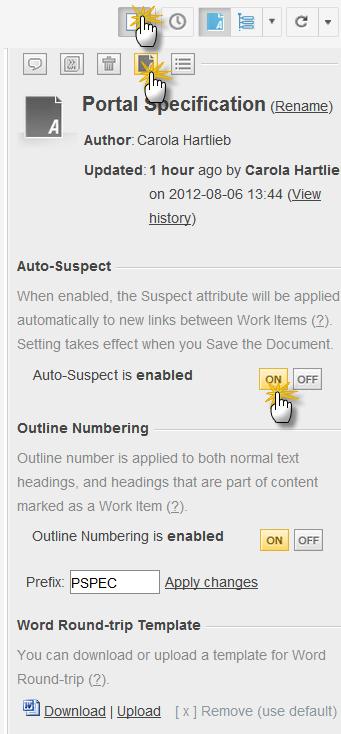 Portal Specification (Rename)
Author: Carola Hartlieb
Updated: 1 hour ago by Carola Hartlie
on 2012-08-06 13:44 (View
history)
Auto-Suspect
When enabled, the Suspect attribute will be applied
automatically to new links between Work Items (?).
Setting takes effect when you Save the Document.
Auto-Suspect is enabled ON OFF
Outline Numbering
Outline number is applied to both normal text
headings, and headings that are part of content
marked as a Work Item (?).
Outline Numbering is enabled ON OFF
Prefix: PSPEC Apply changes
Word Round-trip Template
You can download or upload a template for Word
Round-trip (?).
Download | Upload [ x ] Remove (use default)